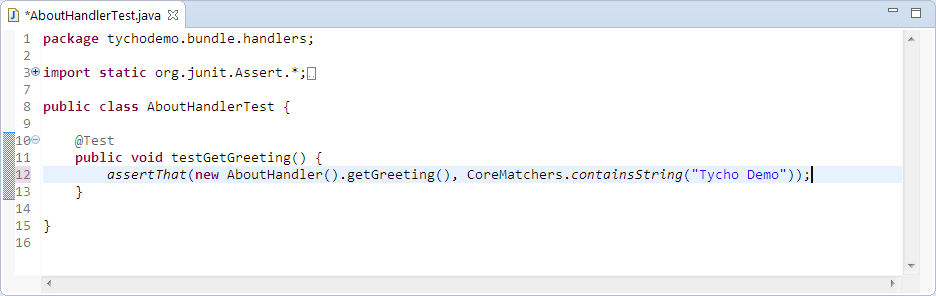 *AboutHandlerTest.java
1 package tychodemo.bundle.handlers;
2
3 import static org.junit.Assert.*;
7
8 public class AboutHandlerTest {
9
10 @Test
11 public void testGetGreeting() {
12 assertThat(new AboutHandler().getGreeting(), CoreMatchers.containsString("Tycho Demo"));
13 }
14
15 }
16